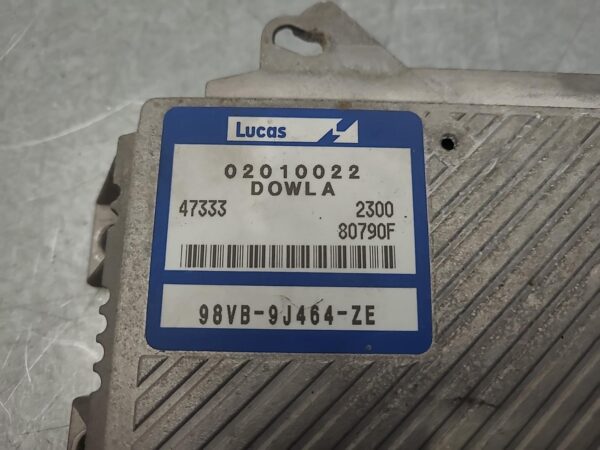 Lucas
02010022
DOWLA
47333 2300
80790F
98VB-9J464-ZE